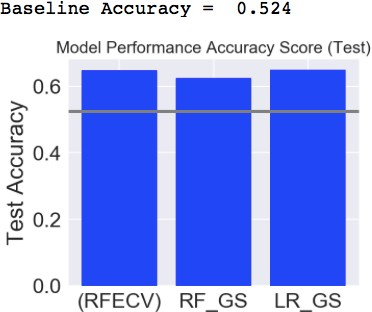 Baseline Accuracy =  0.524
Model Performance Accuracy Score (Test)
Test Accuracy
0.6
0.4
0.2
0.0
(RFECV) RF_GS LR_GS